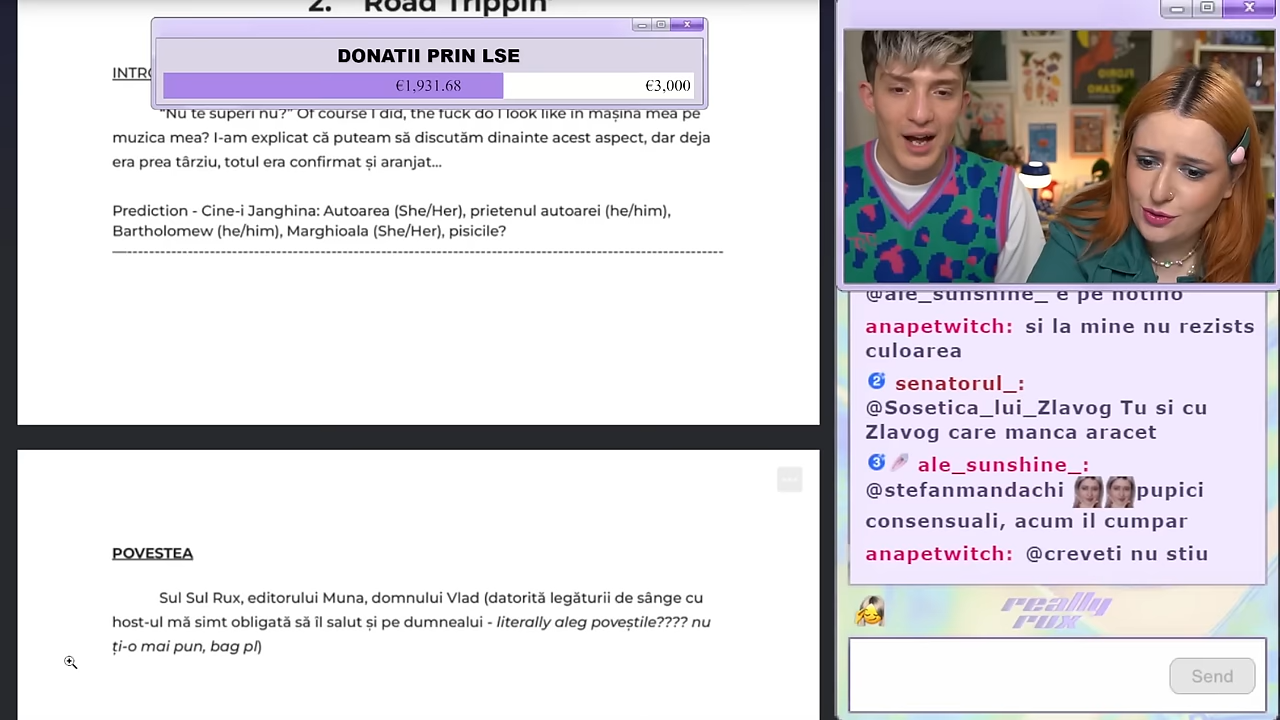 2. Road Trippin'
DONATII PRIN LSE
€1,931.68
€3,000
"Nu te superi nu?" Of course I did, the fuck do I look like în mașina mea pe
muzica mea? I-am explicat că puteam să discutăm dinainte acest aspect, dar deja
era prea târziu, totul era confirmat și aranjat...
Prediction - Cine-i Janghina: Autoarea (She/Her), prietenul autoarei (he/him),
Bartholomew (he/him), Marghioala (She/Her), pisicile?
POVESTEA
Sul Sul Rux, editorului Muna, domnului Vlad (datorită legăturii de sânge cu
host-ul mă simt obligată să îl salut și pe dumnealui - literally aleg poveștile???? nu
ți-o mai pun, bag pl)
@ale_sunshine_ e pe notino
anapetwitch: si la mine nu rezists
culoarea
2 senatorul_:
@Sosetica_lui_Zlavog Tu si cu
Zlavog care manca aracet
3 ale_sunshine_:
@stefanmandachi pupici
consensuali, acum il cumpar
anapetwitch: @creveti nu stiu
really
rux
Send